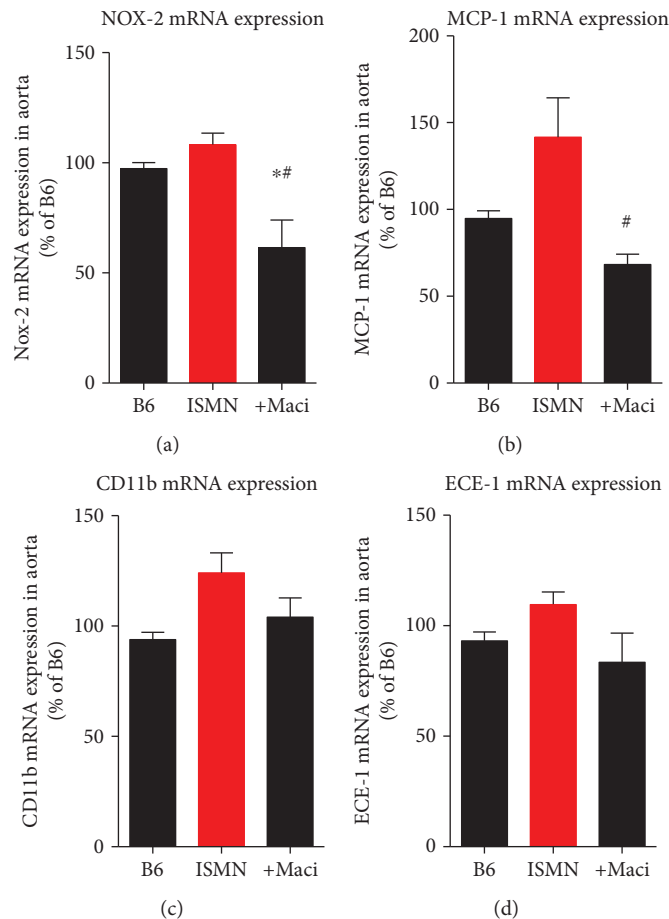 NOX-2 mRNA expression
Nox-2 mRNA expression in aorta
(% of B6)
150
100
50
0
*#
B6 ISMN +Maci
(a)
MCP-1 mRNA expression
MCP-1 mRNA expression in aorta
(% of B6)
200
150
100
50
0
#
B6 ISMN +Maci
(b)
CD11b mRNA expression
CD11b mRNA expression in aorta
(% of B6)
150
100
50
0
B6 ISMN +Maci
(c)
ECE-1 mRNA expression
ECE-1 mRNA expression in aorta
(% of B6)
150
100
50
0
B6 ISMN +Maci
(d)